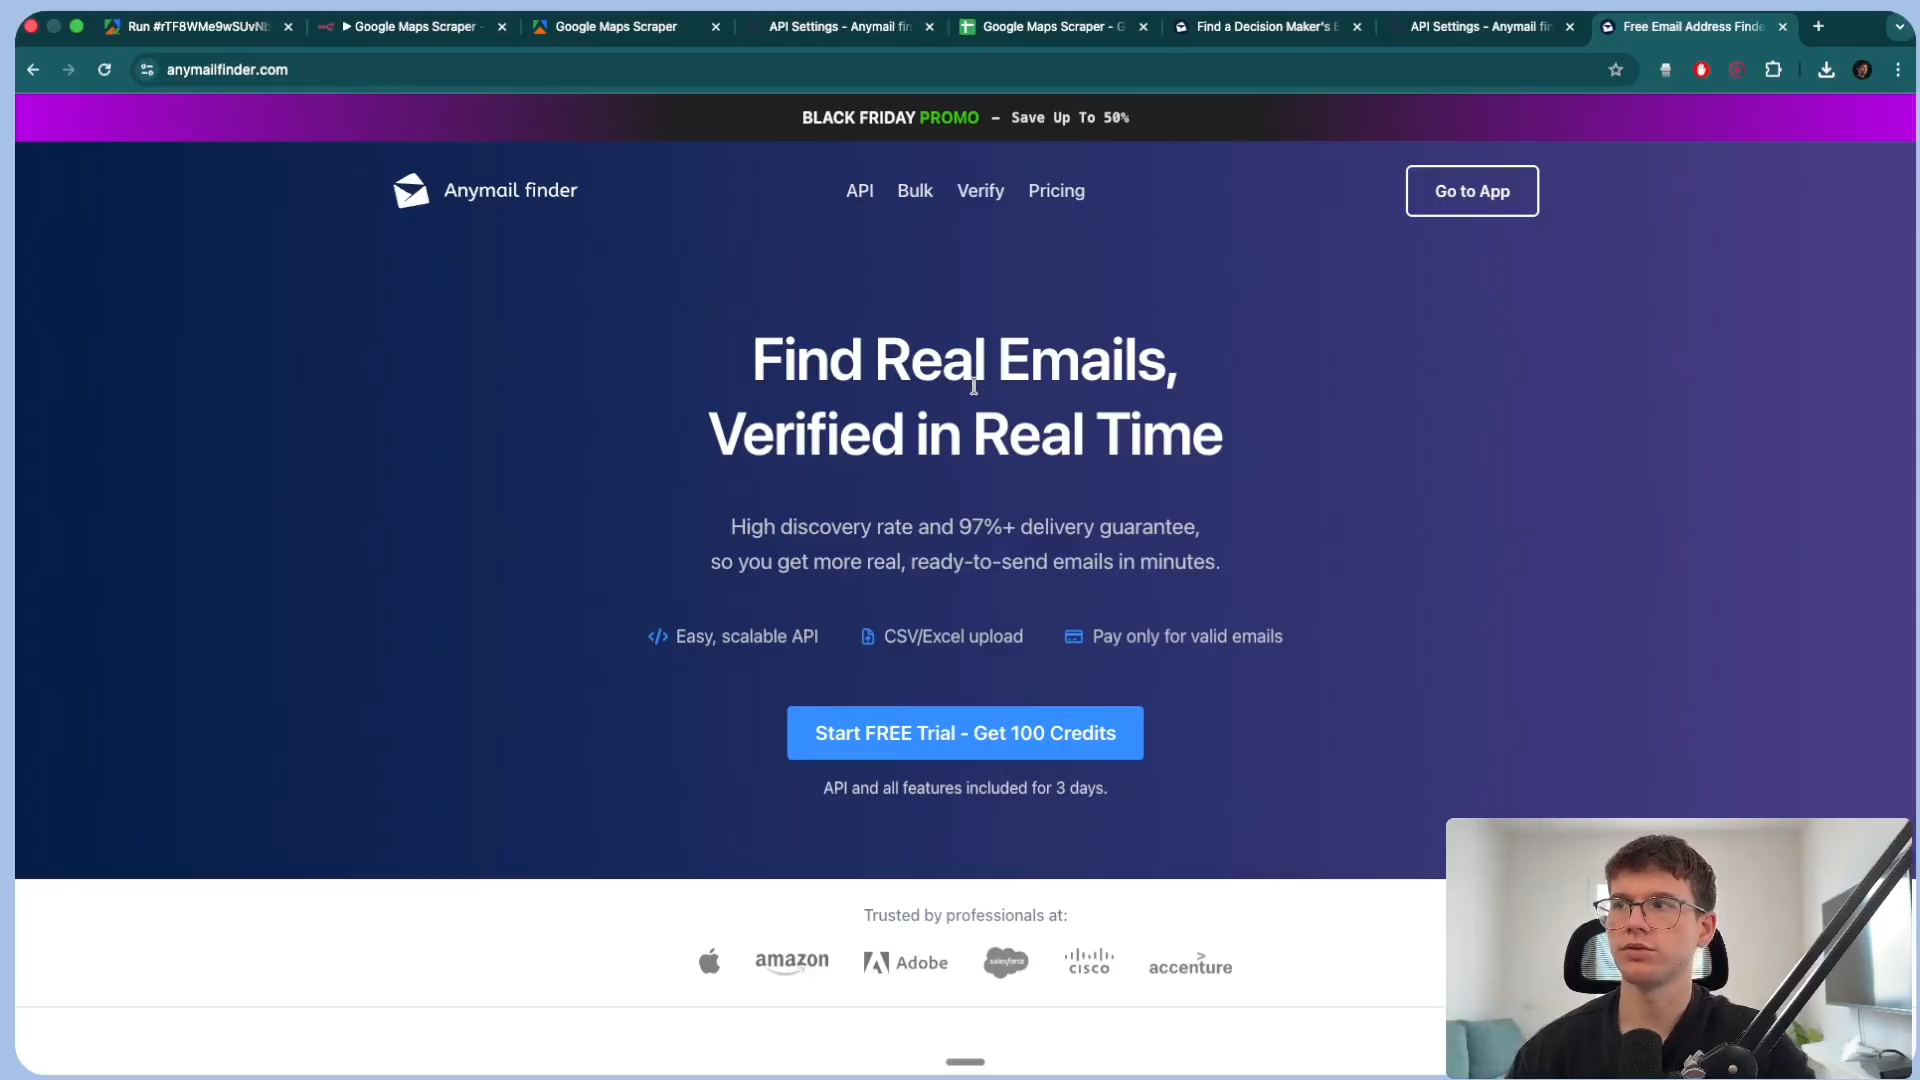 Run #rTF8WMe9wSUvNb
Google Maps Scraper -
Google Maps Scraper
API Settings - Anymail fin
Google Maps Scraper - G
Find a Decision Maker's E
API Settings - Anymail fin
Free Email Address Finde
anymailfinder.com
BLACK FRIDAY PROMO – Save Up To 50%
Anymail finder
API
Bulk
Verify
Pricing
Go to App
Find Real Emails,
Verified in Real Time
High discovery rate and 97%+ delivery guarantee,
so you get more real, ready-to-send emails in minutes.
</> Easy, scalable API
CSV/Excel upload
Pay only for valid emails
Start FREE Trial - Get 100 Credits
API and all features included for 3 days.
Trusted by professionals at:
amazon
Adobe
salesforce
CISCO
accenture